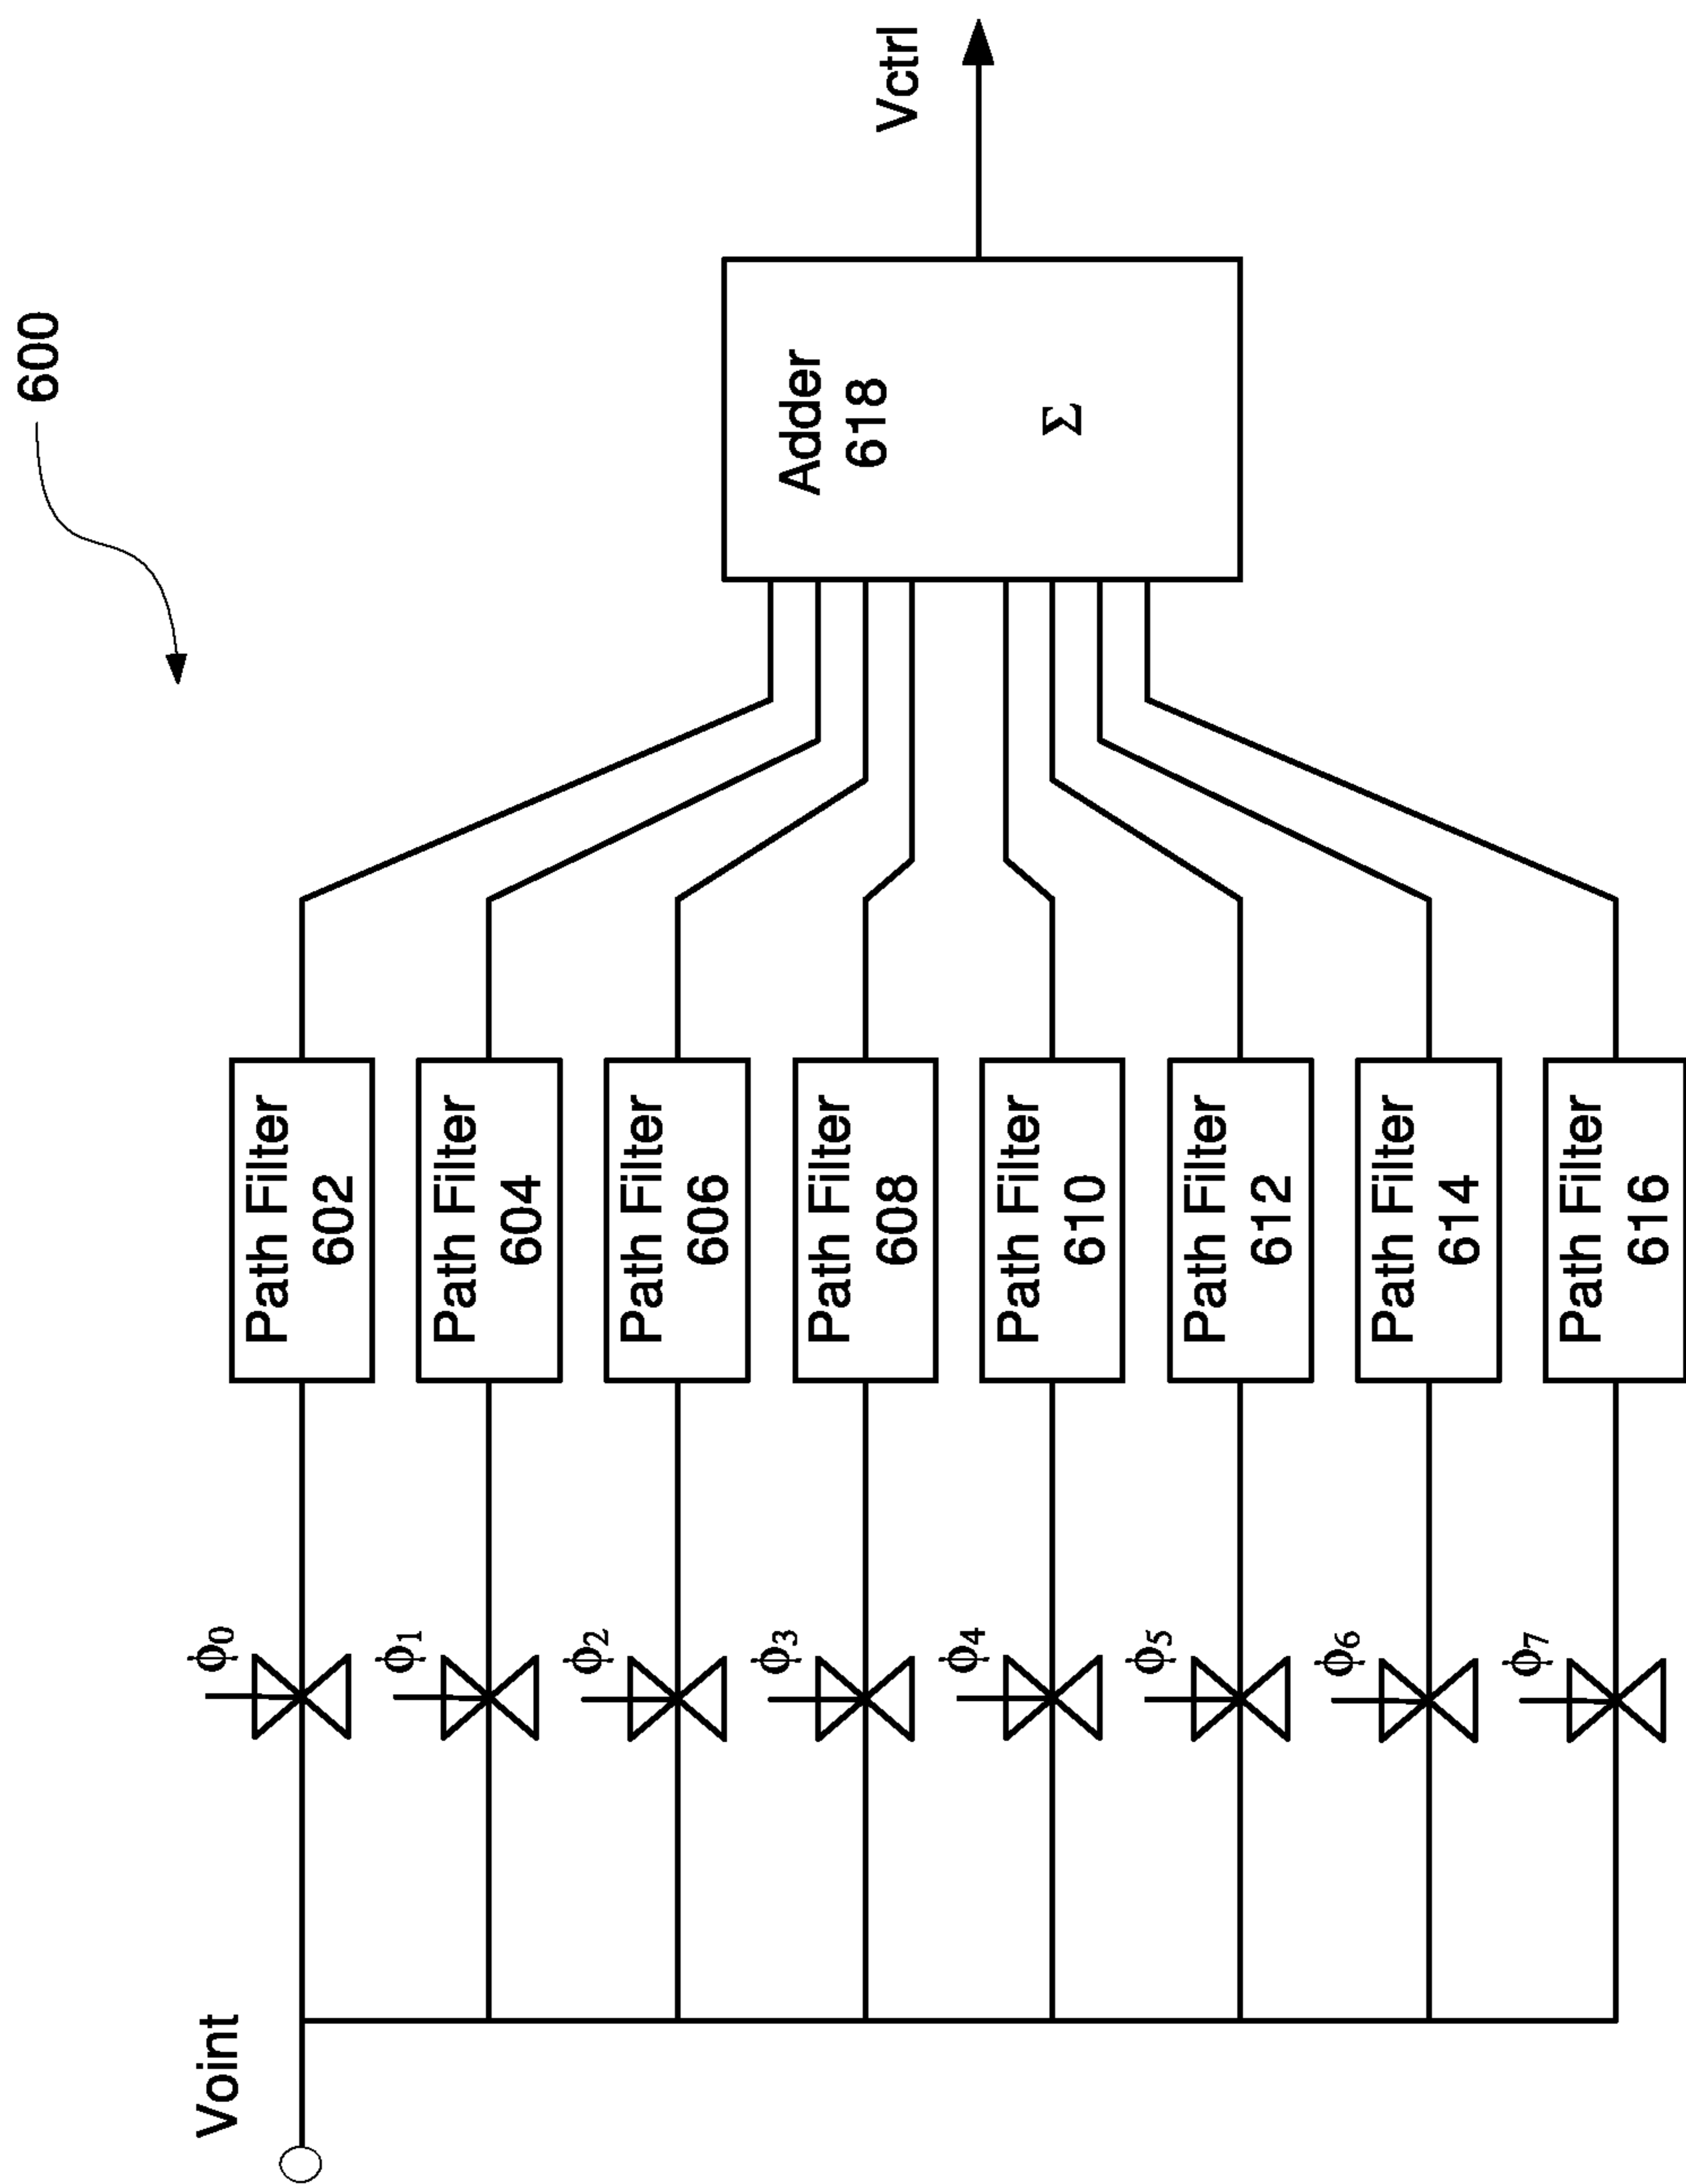 600
Voint
ϕ0
Path Filter
602
ϕ1
Path Filter
604
ϕ2
Path Filter
606
ϕ3
Path Filter
608
ϕ4
Path Filter
610
ϕ5
Path Filter
612
ϕ6
Path Filter
614
ϕ7
Path Filter
616
Adder
618
Σ
Vctrl